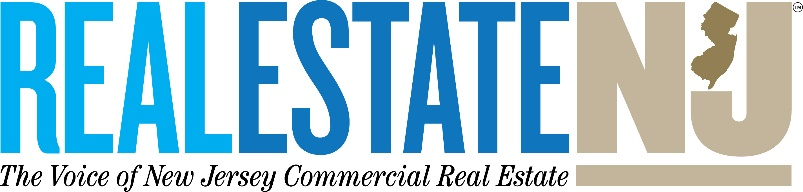 REALESTATENJ
The Voice of New Jersey Commercial Real Estate